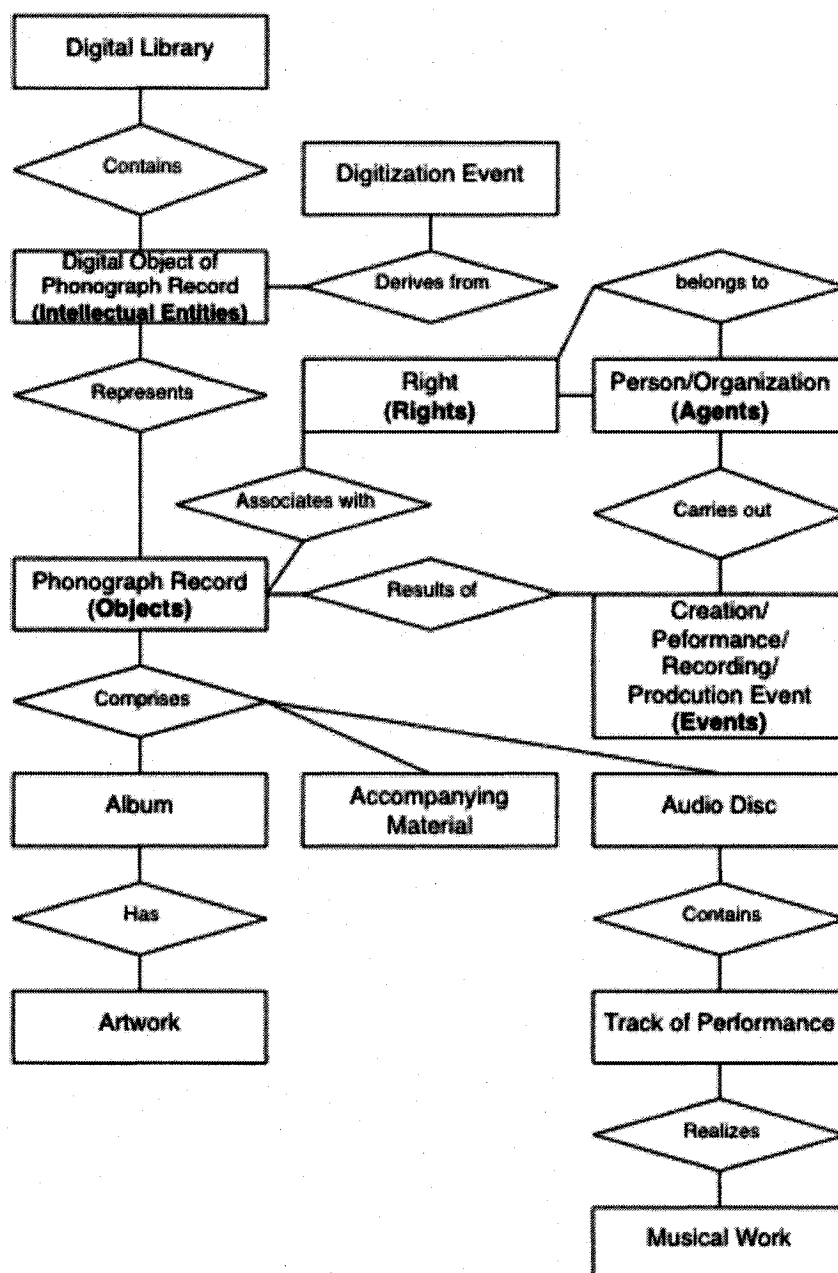 Digital Library
Contains
Digitization Event
Digital Object of
Phonograph Record
(Intellectual Entities)
Derives from
belongs to
Represents
Right
(Rights)
Person/Organization
(Agents)
Associates with
Carries out
Phonograph Record
(Objects)
Results of
Creation/
Peformance/
Recording/
Prodcution Event
(Events)
Comprises
Album
Accompanying
Material
Audio Disc
Has
Contains
Artwork
Track of Performance
Realizes
Musical Work